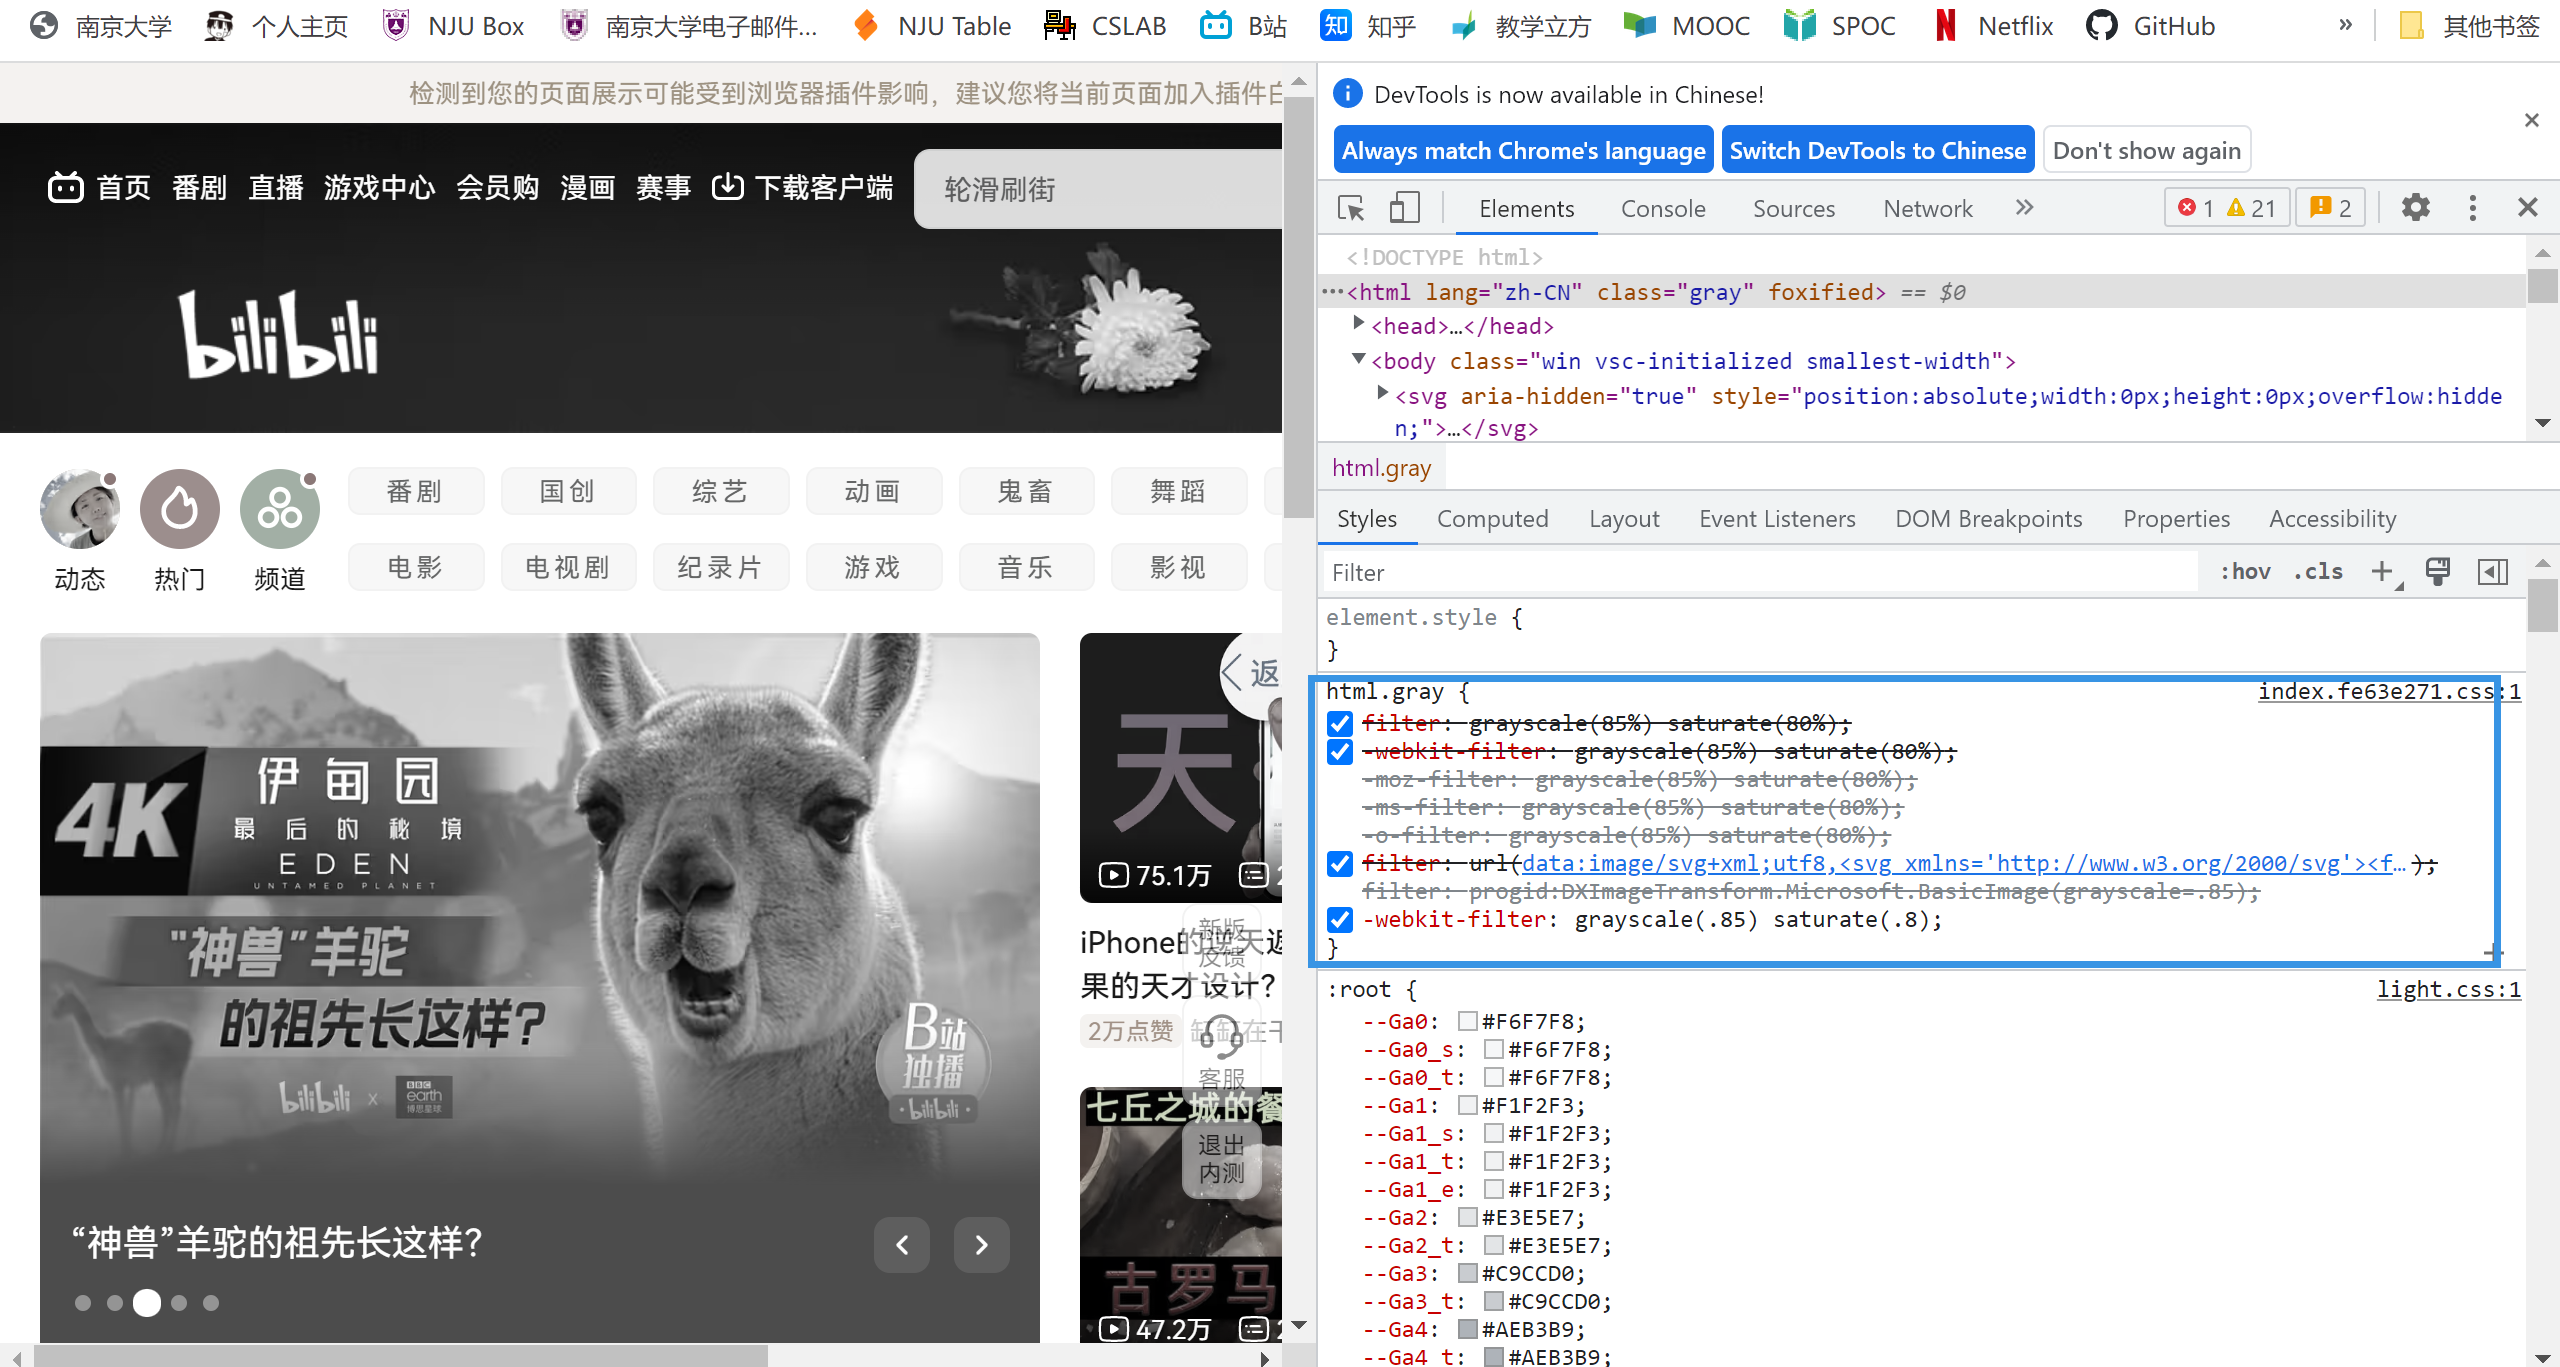 南京大学 个人主页 NJU Box 南京大学电子邮件... NJU Table CSLAB B站 知 知乎 教学立方 MOOC SPOC Netflix GitHub » 其他书签
检测到您的页面展示可能受到浏览器插件影响，建议您将当前页面加入插件白
首页 番剧 直播 游戏中心 会员购 漫画 赛事 下载客户端 轮滑刷街
bilibili
番剧 国创 综艺 动画 鬼畜 舞蹈
动态 热门 频道
电影 电视剧 纪录片 游戏 音乐 影视
4K
伊甸园
最后的秘境
EDEN
UNTAMED PLANET
“神兽”羊驼
的祖先长这样?
bilibili x BBC earth 博思星球
B站
独播
·bilibili·
“神兽”羊驼的祖先长这样?
返
天
75.1万 2
iPhone的逆天退
果的天才设计?
2万点赞 缸缸在干
新版
反馈
客服
退出
内测
七丘之城的餐
古罗马
47.2万 2
DevTools is now available in Chinese!
Always match Chrome's language Switch DevTools to Chinese Don't show again
Elements Console Sources Network » 1 21 2
<!DOCTYPE html>
···<html lang="zh-CN" class="gray" foxified> == $0
<head>…</head>
<body class="win vsc-initialized smallest-width">
<svg aria-hidden="true" style="position:absolute;width:0px;height:0px;overflow:hidde
n;">…</svg>
html.gray
Styles Computed Layout Event Listeners DOM Breakpoints Properties Accessibility
Filter :hov .cls +
element.style {
}
html.gray { index.fe63e271.css:1
filter: grayscale(85%) saturate(80%);
-webkit-filter: grayscale(85%) saturate(80%);
-moz-filter: grayscale(85%) saturate(80%);
-ms-filter: grayscale(85%) saturate(80%);
-o-filter: grayscale(85%) saturate(80%);
filter: url(data:image/svg+xml;utf8,<svg xmlns='http://www.w3.org/2000/svg'><f… );
filter: progid:DXImageTransform.Microsoft.BasicImage(grayscale=.85);
-webkit-filter: grayscale(.85) saturate(.8);
}
:root { light.css:1
--Ga0: #F6F7F8;
--Ga0_s: #F6F7F8;
--Ga0_t: #F6F7F8;
--Ga1: #F1F2F3;
--Ga1_s: #F1F2F3;
--Ga1_t: #F1F2F3;
--Ga1_e: #F1F2F3;
--Ga2: #E3E5E7;
--Ga2_t: #E3E5E7;
--Ga3: #C9CCD0;
--Ga3_t: #C9CCD0;
--Ga4: #AEB3B9;
--Ga4_t: #AEB3B9;